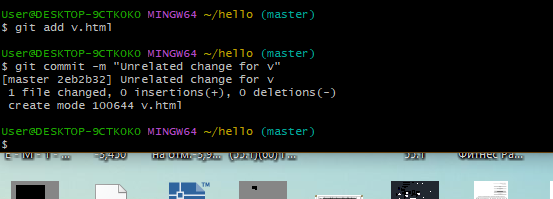 User@DESKTOP-9CTKOKO MINGW64 ~/hello (master)
$ git add v.html
User@DESKTOP-9CTKOKO MINGW64 ~/hello (master)
$ git commit -m "Unrelated change for v"
[master 2eb2b32] Unrelated change for v
1 file changed, 0 insertions(+), 0 deletions(-)
create mode 100644 v.html
User@DESKTOP-9CTKOKO MINGW64 ~/hello (master)
$